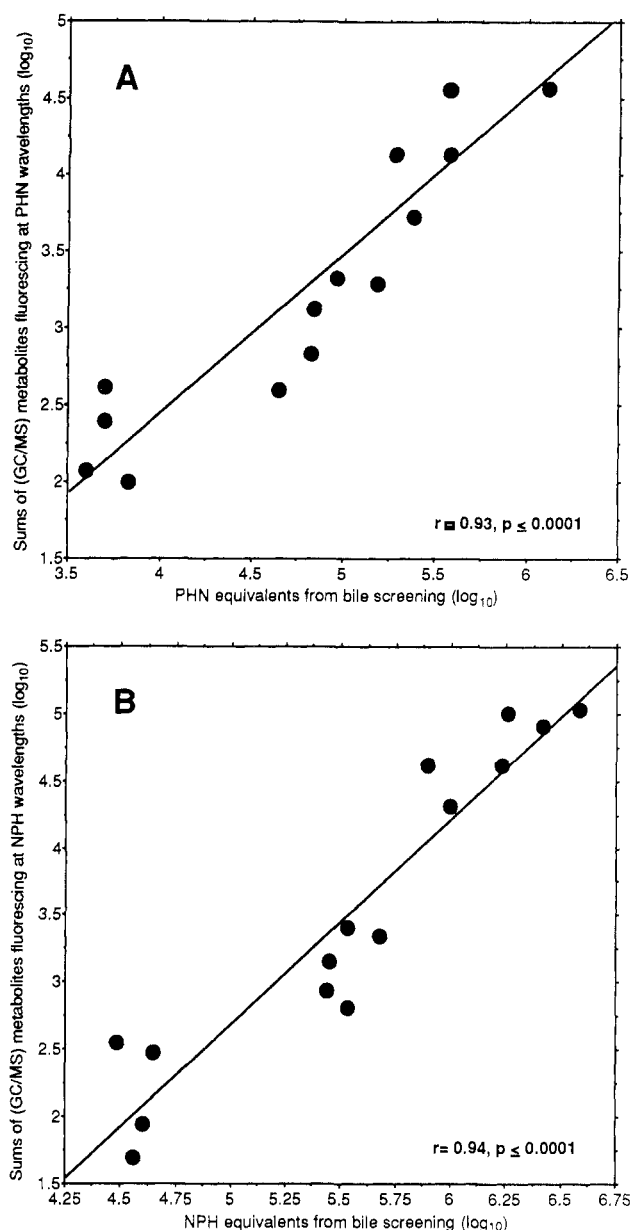 A
Sums of (GC/MS) metabolites fluorescing at PHN wavelengths (log10)
5
4.5
4
3.5
3
2.5
2
1.5
r = 0.93, p ≤ 0.0001
3.5 4 4.5 5 5.5 6 6.5
PHN equivalents from bile screening (log10)
B
Sums of (GC/MS) metabolites fluorescing at NPH wavelengths (log10)
5.5
5
4.5
4
3.5
3
2.5
2
1.5
r= 0.94, p ≤ 0.0001
4.25 4.5 4.75 5 5.25 5.5 5.75 6 6.25 6.5 6.75
NPH equivalents from bile screening (log10)